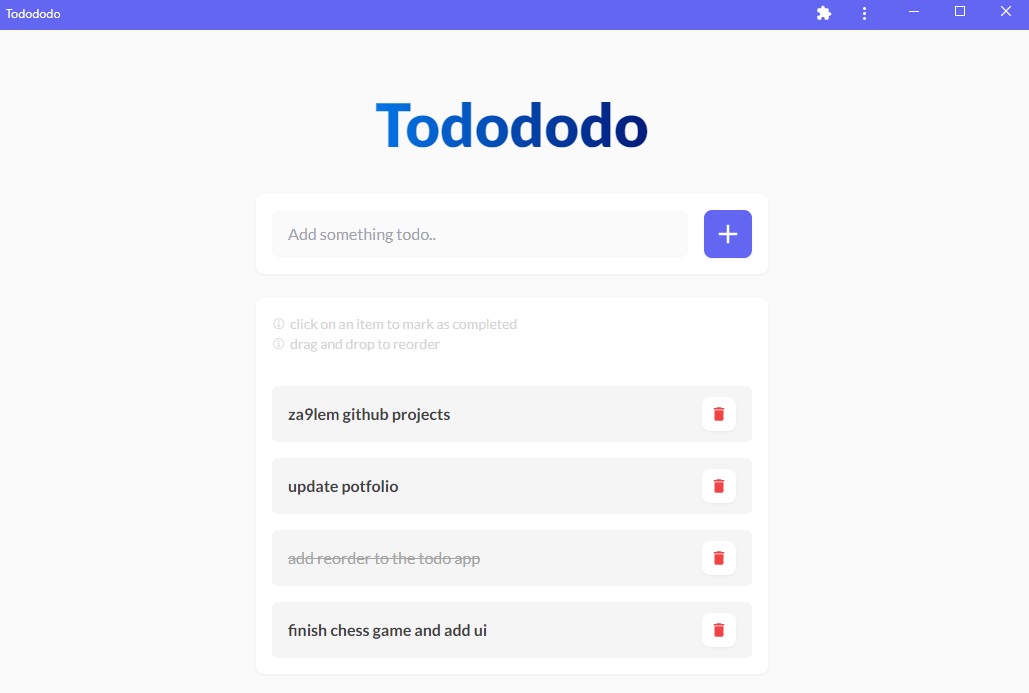 Todododo
Todododo
Add something todo..
click on an item to mark as completed
drag and drop to reorder
za9lem github projects
update potfolio
add reorder to the todo app
finish chess game and add ui